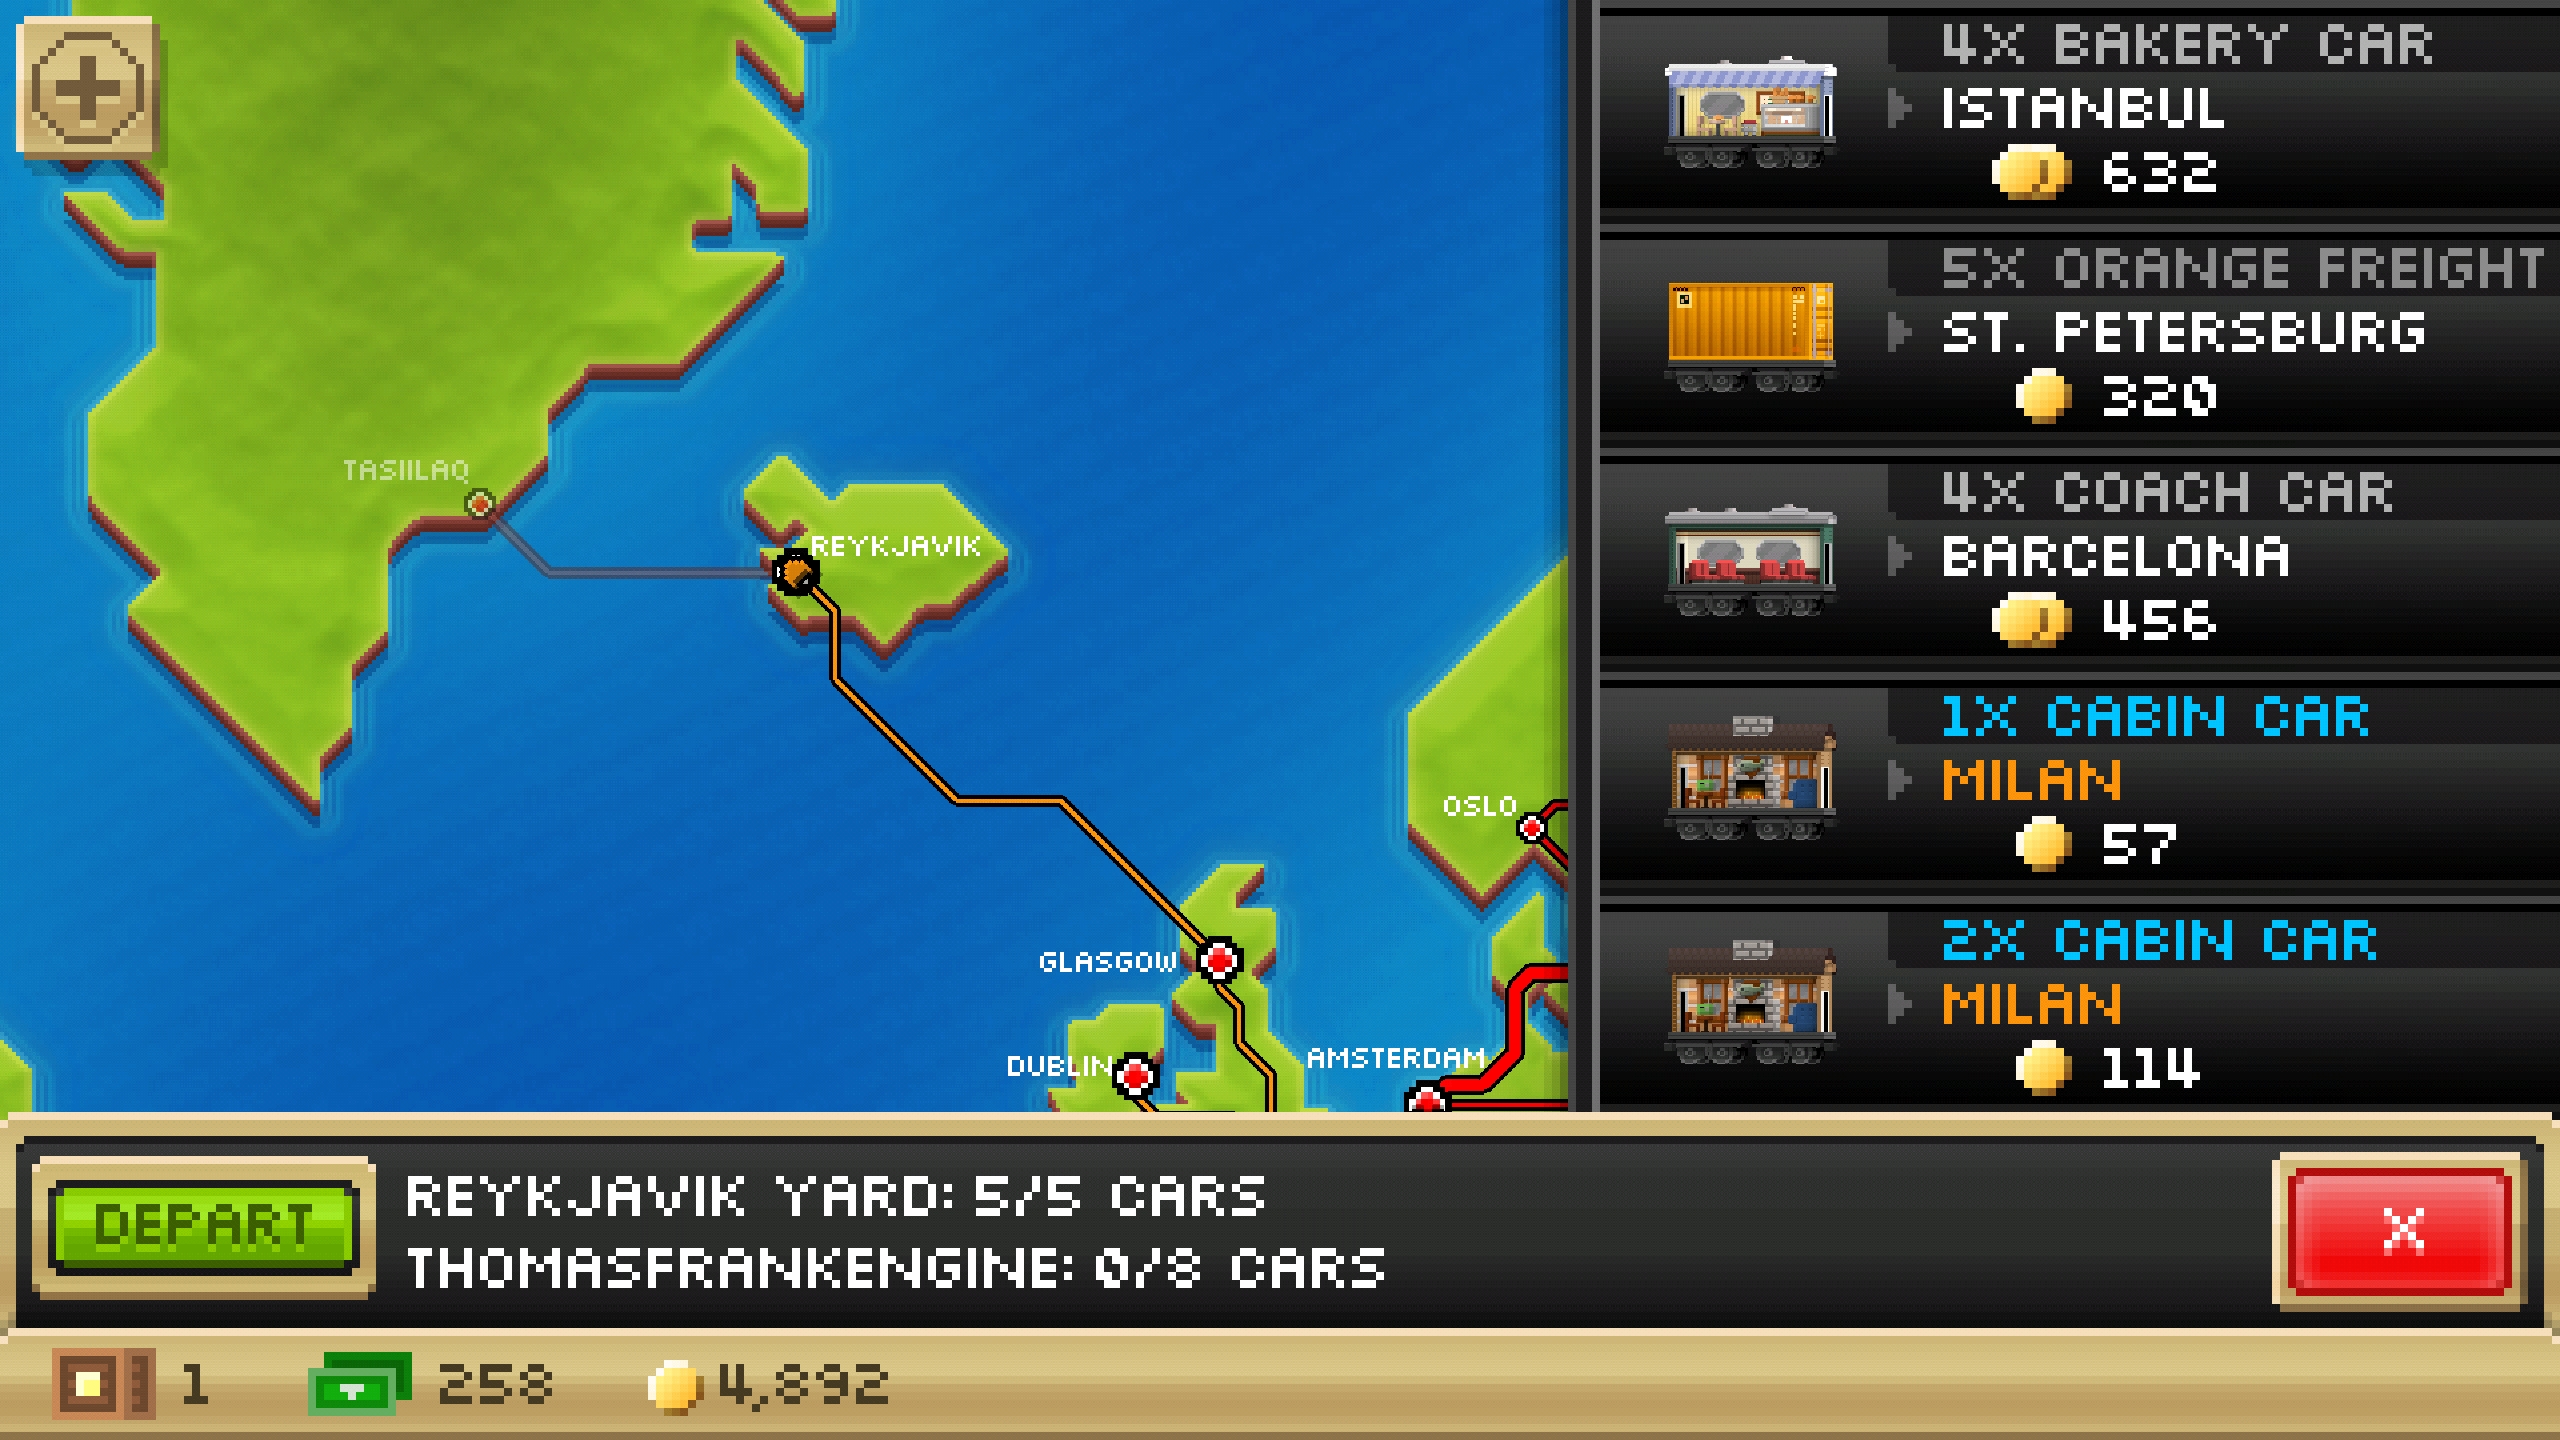 4X BAKERY CAR
ISTANBUL
632
5X ORANGE FREIGHT
ST. PETERSBURG
320
4X COACH CAR
BARCELONA
456
1X CABIN CAR
MILAN
57
2X CABIN CAR
MILAN
114
TASIILAQ
REYKJAVIK
OSLO
GLASGOW
DUBLIN
AMSTERDAM
DEPART
REYKJAVIK YARD: 5/5 CARS
THOMASFRANKENGINE: 0/8 CARS
X
1
258
4,892